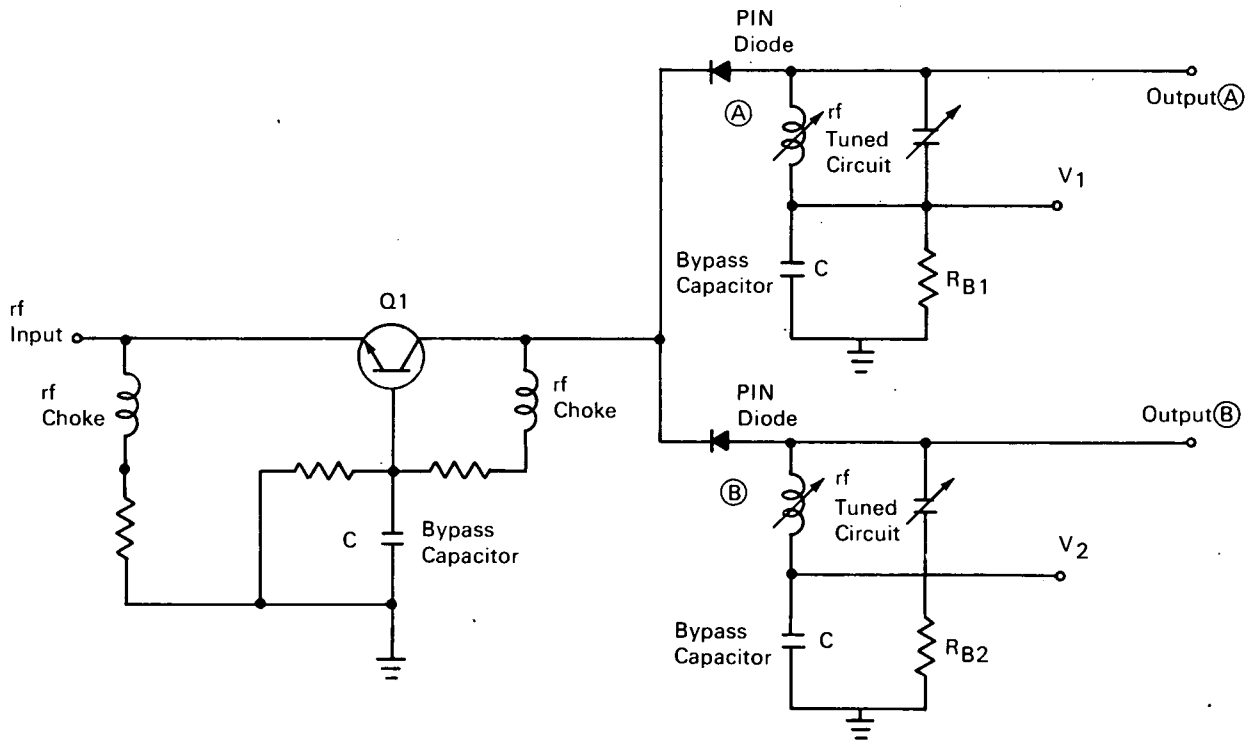 PIN
Diode
Ⓐ
rf
Tuned
Circuit
Output Ⓐ
V1
Bypass
Capacitor
C
RB1
Q1
rf
Input
rf
Choke
rf
Choke
C
Bypass
Capacitor
PIN
Diode
Ⓑ
rf
Tuned
Circuit
Output Ⓑ
V2
Bypass
Capacitor
C
RB2